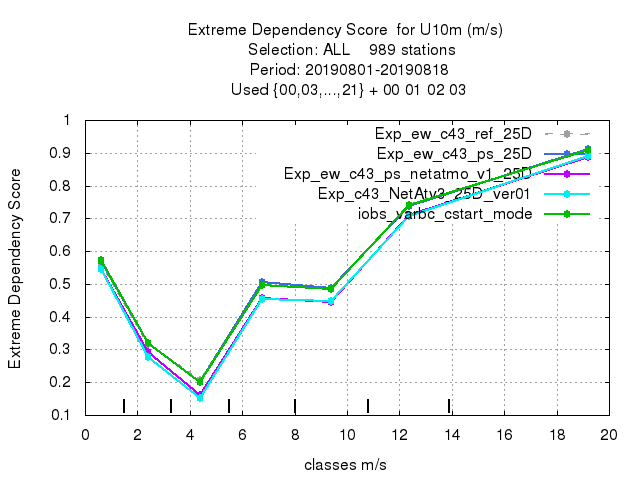 Extreme Dependency Score for U10m (m/s)
Selection: ALL 989 stations
Period: 20190801-20190818
Used {00,03,...,21} + 00 01 02 03
Exp_ew_c43_ref_25D
Exp_ew_c43_ps_25D
Exp_ew_c43_ps_netatmo_v1_25D
Exp_c43_NetAtv3_25D_ver01
iobs_varbc_cstart_mode
Extreme Dependency Score
1
0.9
0.8
0.7
0.6
0.5
0.4
0.3
0.2
0.1
0 2 4 6 8 10 12 14 16 18 20
classes m/s